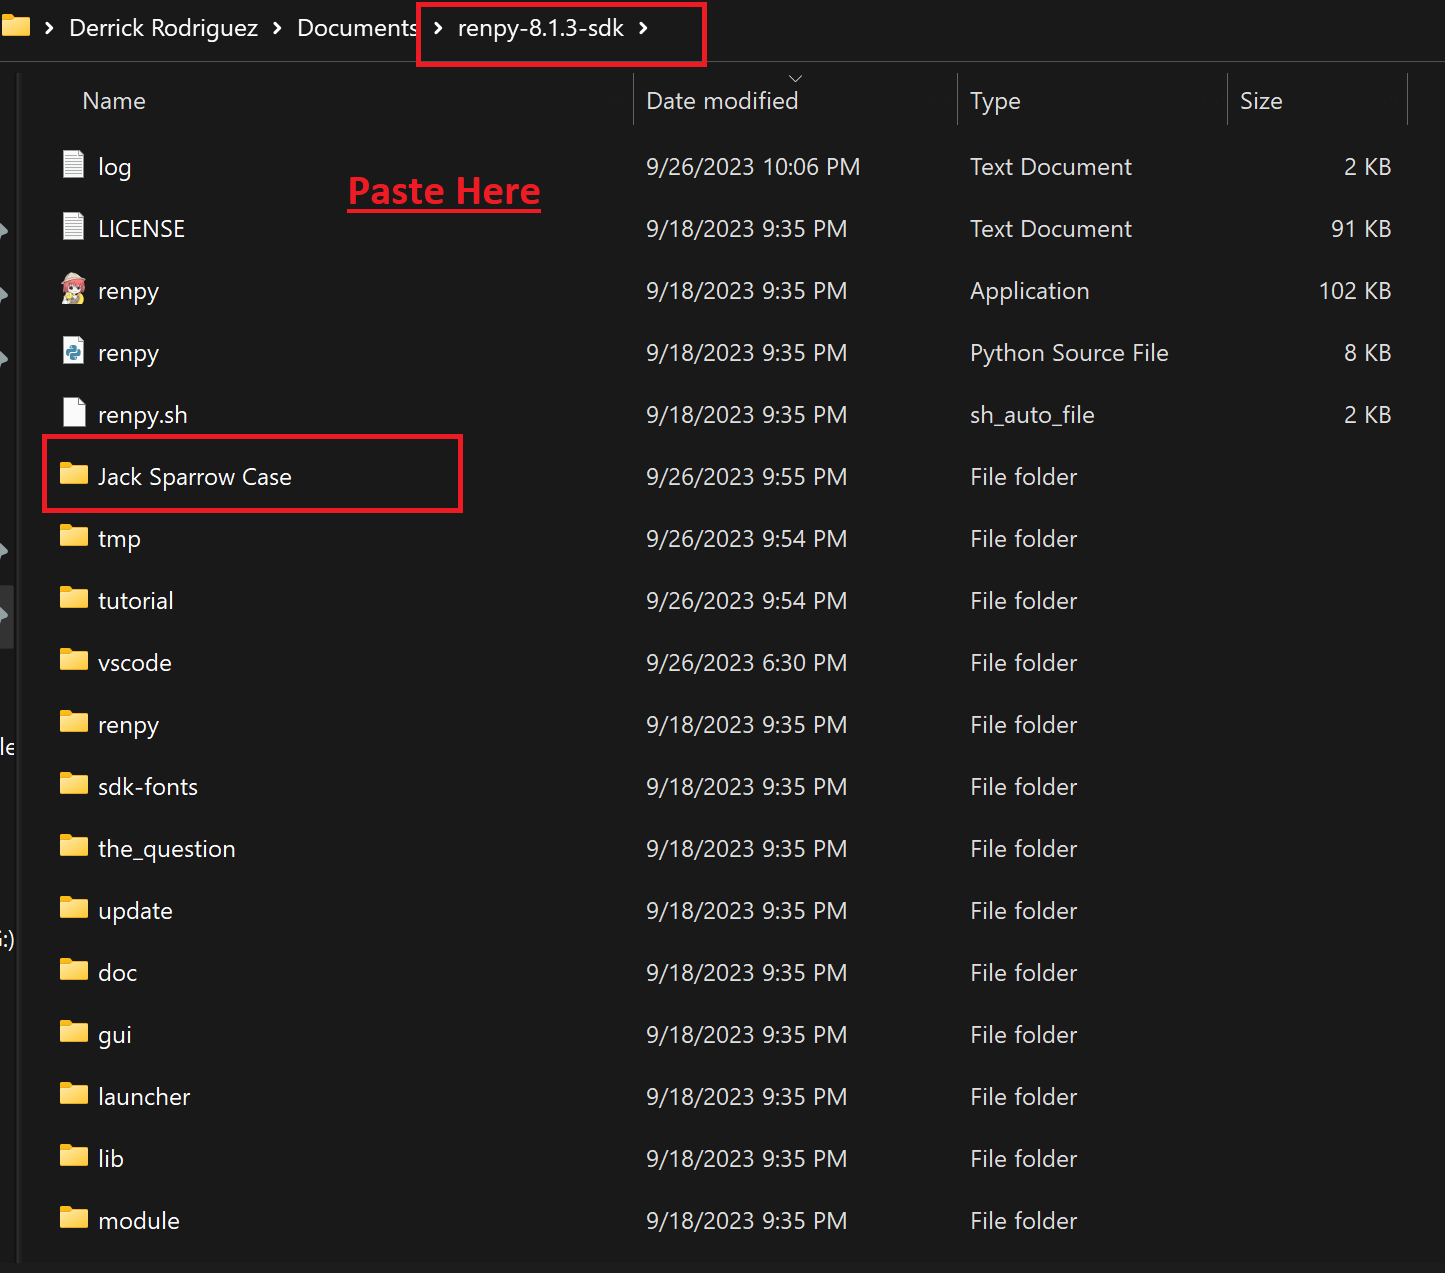 Derrick Rodriguez > Documents > renpy-8.1.3-sdk >
Name Date modified Type Size
log 9/26/2023 10:06 PM Text Document 2 KB
Paste Here
LICENSE 9/18/2023 9:35 PM Text Document 91 KB
renpy 9/18/2023 9:35 PM Application 102 KB
renpy 9/18/2023 9:35 PM Python Source File 8 KB
renpy.sh 9/18/2023 9:35 PM sh_auto_file 2 KB
Jack Sparrow Case 9/26/2023 9:55 PM File folder
tmp 9/26/2023 9:54 PM File folder
tutorial 9/26/2023 9:54 PM File folder
vscode 9/26/2023 6:30 PM File folder
renpy 9/18/2023 9:35 PM File folder
le
sdk-fonts 9/18/2023 9:35 PM File folder
the_question 9/18/2023 9:35 PM File folder
update 9/18/2023 9:35 PM File folder
:)
doc 9/18/2023 9:35 PM File folder
gui 9/18/2023 9:35 PM File folder
launcher 9/18/2023 9:35 PM File folder
lib 9/18/2023 9:35 PM File folder
module 9/18/2023 9:35 PM File folder